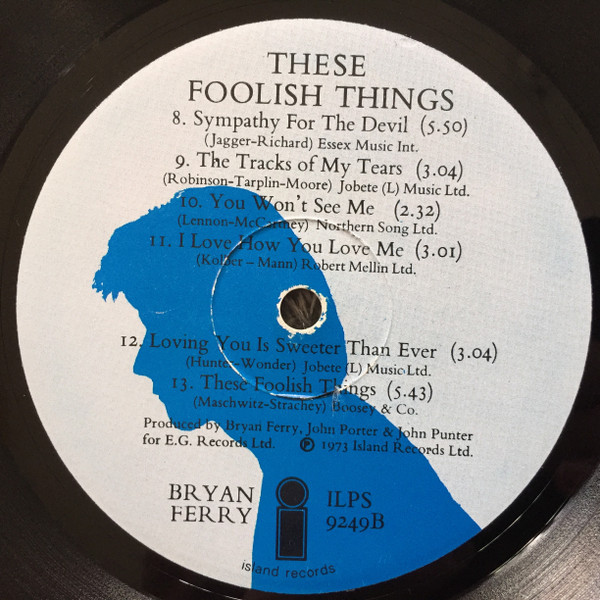 THESE
FOOLISH THINGS
8. Sympathy For The Devil (5.50)
(Jagger-Richard) Essex Music Int.
9. The Tracks of My Tears (3.04)
(Robinson-Tarplin-Moore) Jobete (L) Music Ltd.
10. You Won't See Me (2.32)
(Lennon-McCartney) Northern Song Ltd.
11. I Love How You Love Me (3.01)
(Kolber – Mann) Robert Mellin Ltd.
12. Loving You Is Sweeter Than Ever (3.04)
(Hunter-Wonder) Jobete (L) Music Ltd.
13. These Foolish Things (5.43)
(Maschwitz-Strachey) Boosey & Co.
Produced by Bryan Ferry, John Porter & John Punter
for E.G. Records Ltd. ℗ 1973 Island Records Ltd.
BRYAN
FERRY
i
ILPS
9249B
island records